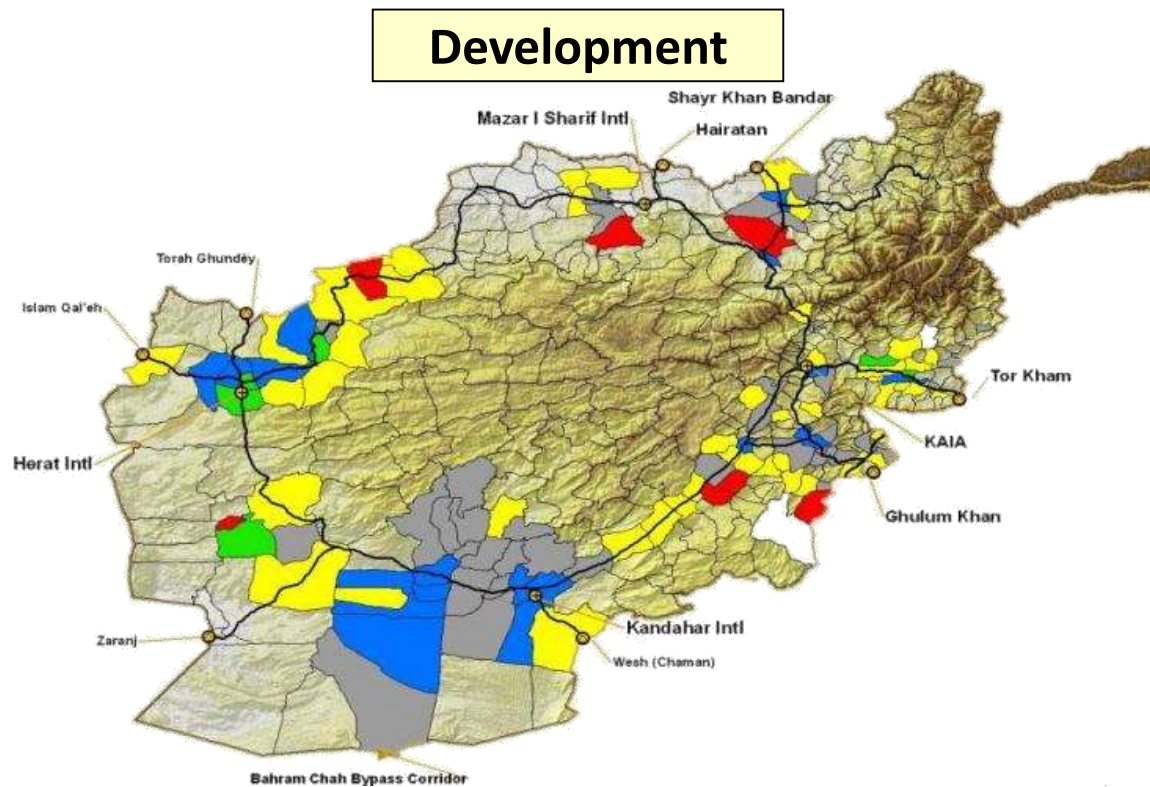 Development
Shayr Khan Bandar
Mazar I Sharif Intl
Hairatan
Torah Ghundey
Islam Qal'eh
Tor Kham
KAIA
Herat Intl
Ghulum Khan
Kandahar Intl
Zaranj
Wesh (Chaman)
Bahram Chah Bypass Corridor